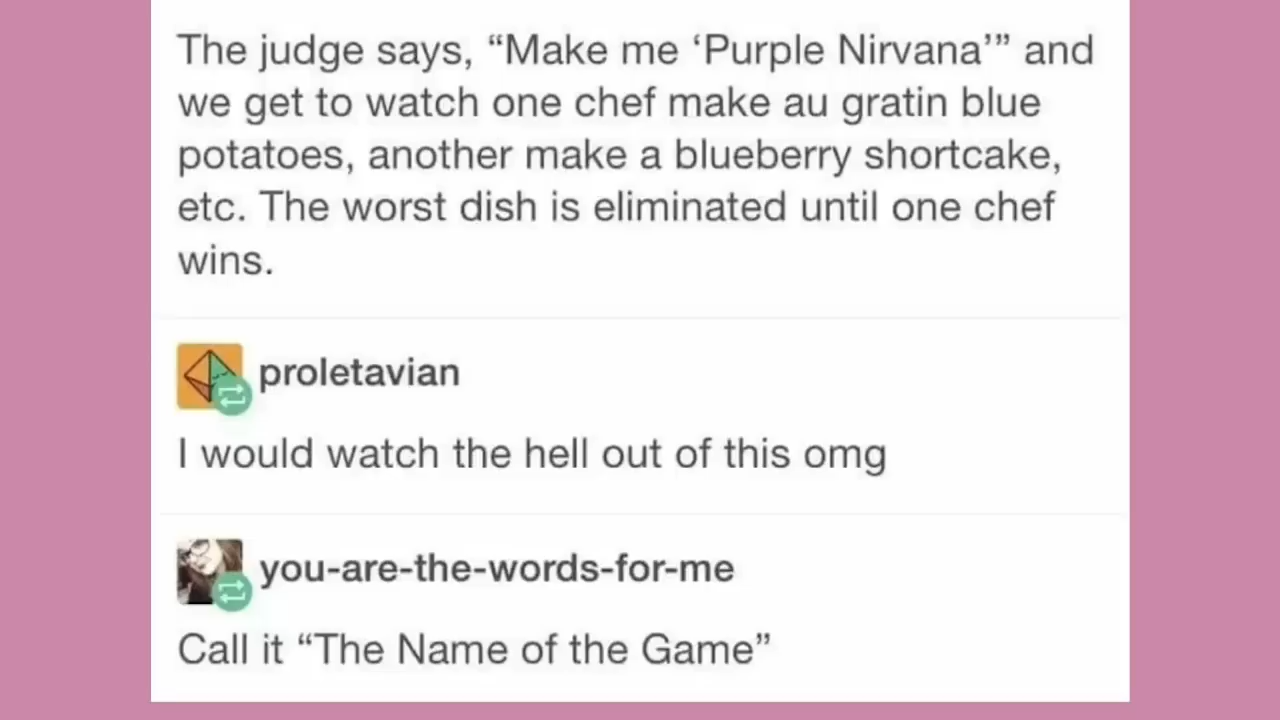 The judge says, “Make me ‘Purple Nirvana’” and
we get to watch one chef make au gratin blue
potatoes, another make a blueberry shortcake,
etc. The worst dish is eliminated until one chef
wins.
proletavian
I would watch the hell out of this omg
you-are-the-words-for-me
Call it “The Name of the Game”